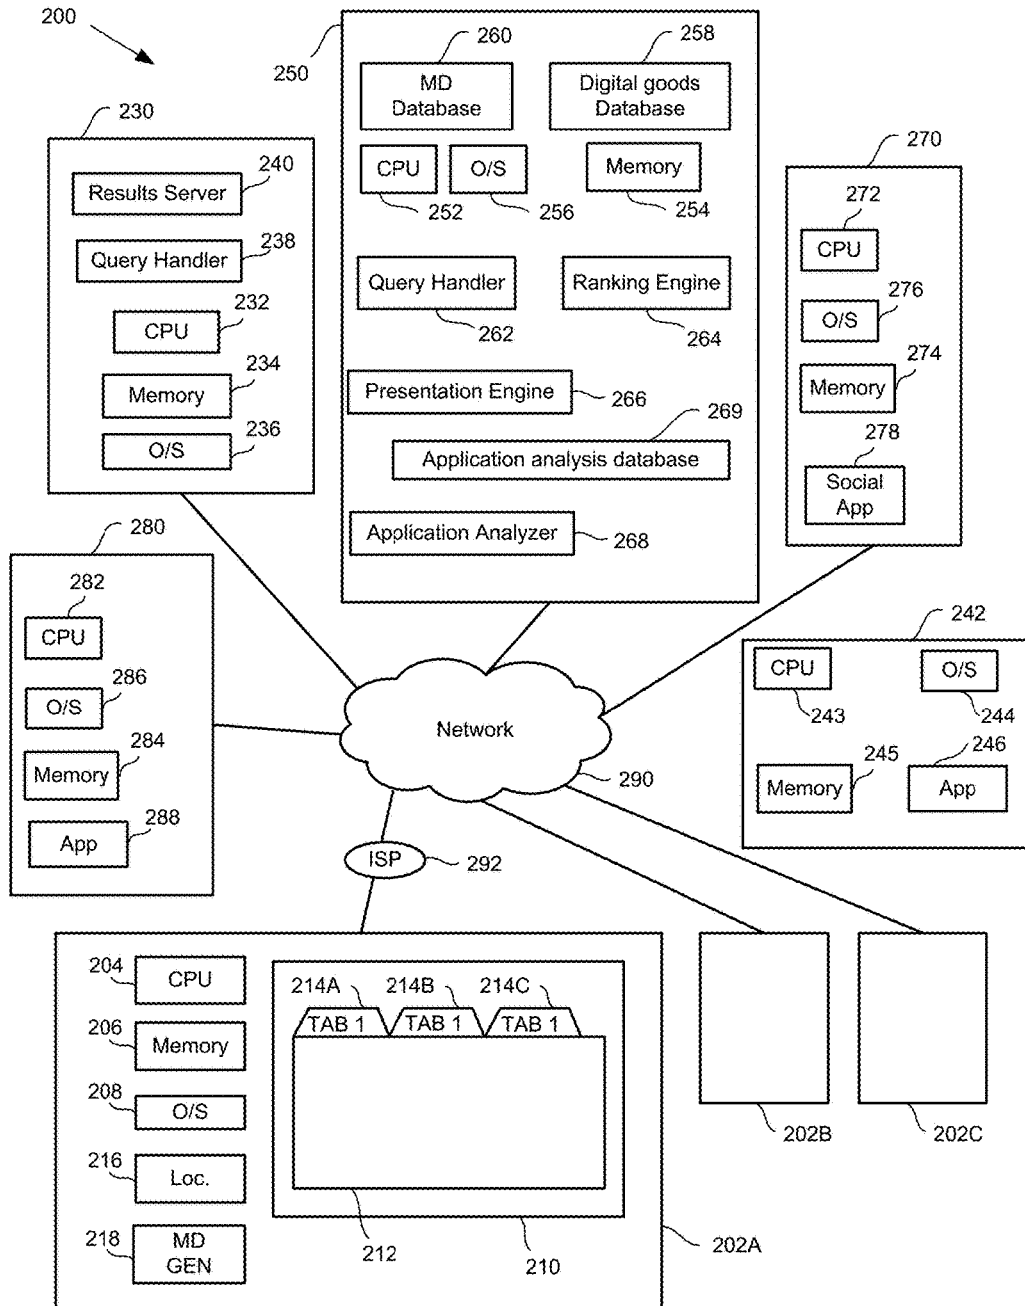 200
250
260
MD
Database
258
Digital goods
Database
CPU
252
O/S
256
Memory
254
Query Handler
262
Ranking Engine
264
Presentation Engine
266
269
Application analysis database
Application Analyzer
268
230
240
Results Server
238
Query Handler
232
CPU
234
Memory
236
O/S
270
272
CPU
276
O/S
274
Memory
278
Social
App
280
282
CPU
286
O/S
284
Memory
288
App
242
CPU
243
O/S
244
245
Memory
246
App
Network
290
ISP
292
204
CPU
206
Memory
208
O/S
216
Loc.
218
MD
GEN
214A
214B
214C
TAB 1
TAB 1
TAB 1
212
210
202A
202B
202C